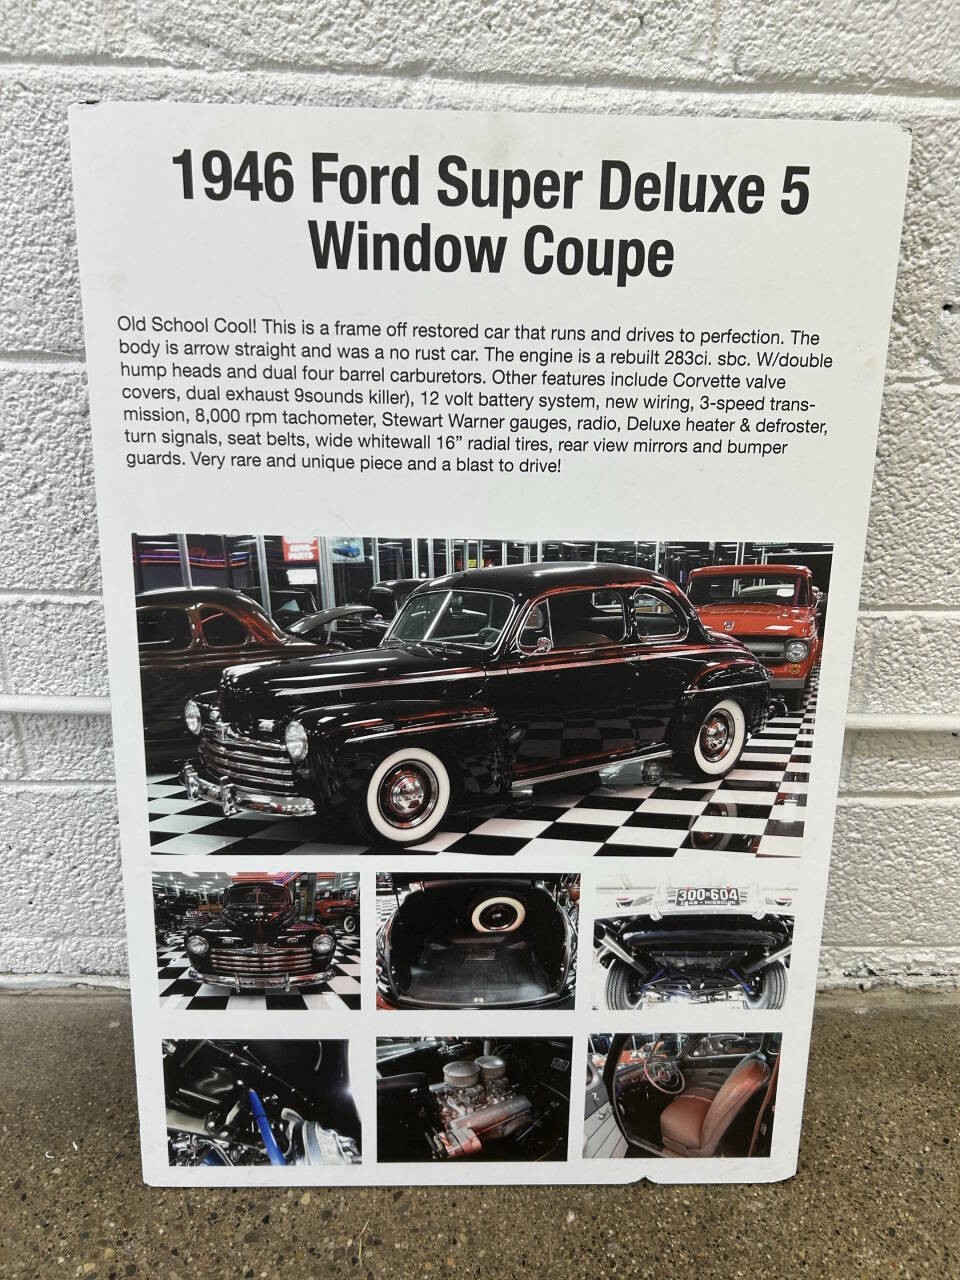 1946 Ford Super Deluxe 5
Window Coupe
Old School Cool! This is a frame off restored car that runs and drives to perfection. The
body is arrow straight and was a no rust car. The engine is a rebuilt 283ci. sbc. W/double
hump heads and dual four barrel carburetors. Other features include Corvette valve
covers, dual exhaust 9sounds killer), 12 volt battery system, new wiring, 3-speed trans-
mission, 8,000 rpm tachometer, Stewart Warner gauges, radio, Deluxe heater & defroster,
turn signals, seat belts, wide whitewall 16” radial tires, rear view mirrors and bumper
guards. Very rare and unique piece and a blast to drive!
300 604